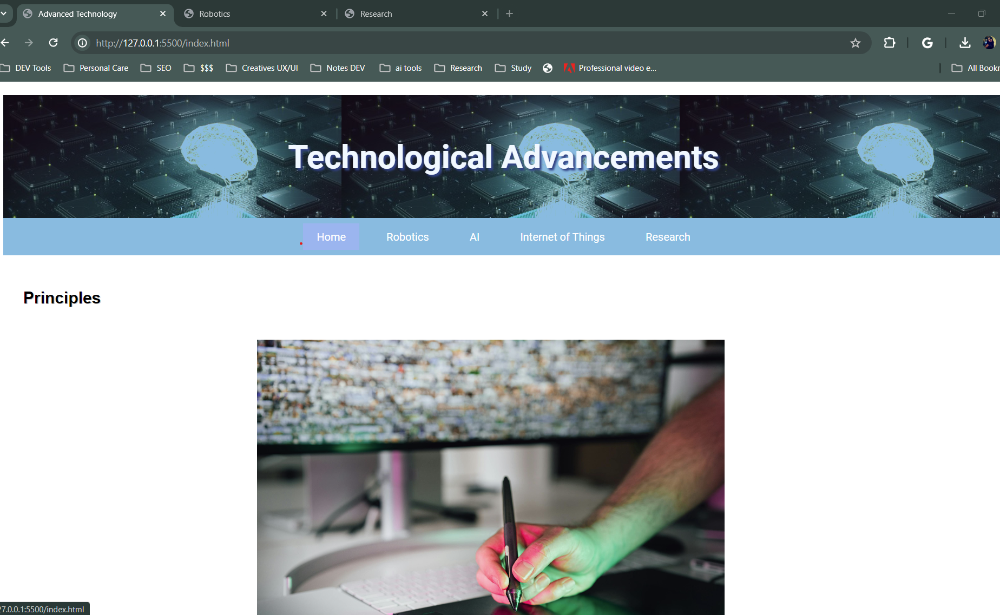 Advanced Technology
Robotics
Research
http://127.0.0.1:5500/index.html
DEV Tools
Personal Care
SEO
$$$
Creatives UX/UI
Notes DEV
ai tools
Research
Study
Professional video e...
All Bookr
Technological Advancements
Home
Robotics
AI
Internet of Things
Research
Principles
27.0.0.1:5500/index.html